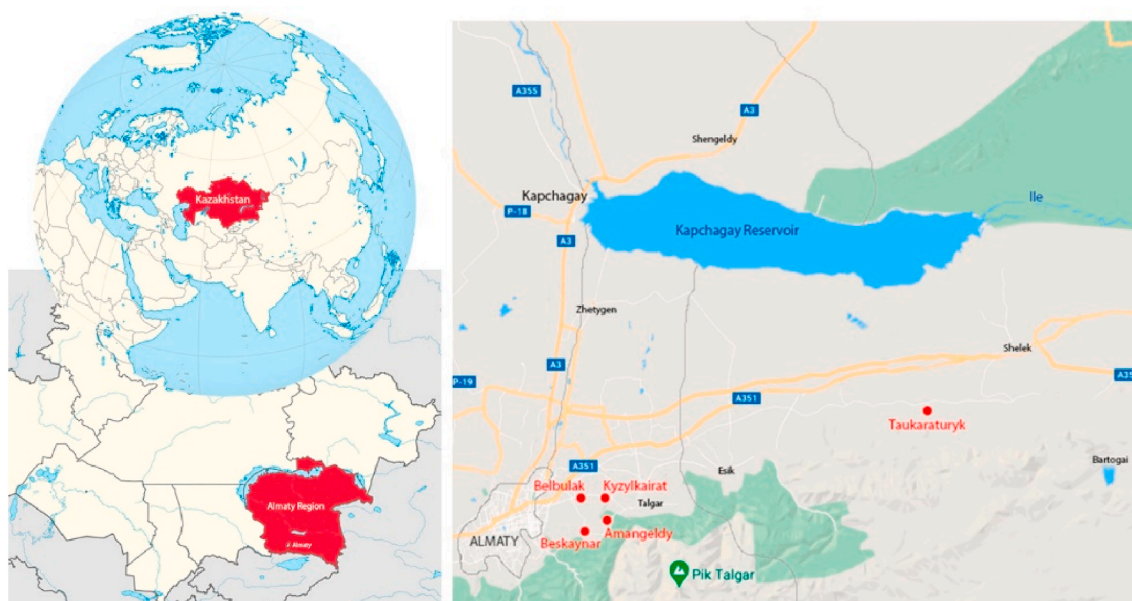 Kazakhstan
Almaty Region
Almaty
A355
A3
Shengeldy
Kapchagay
P-18
A3
Kapchagay Reservoir
Ile
Zhetygen
Shelek
A3
P-19
A351
A35
Taukaraturyk
A351
Esik
Bartogai
Belbulak
Kyzylkairat
Talgar
Amangeldy
ALMATY
Beskaynar
Pik Talgar